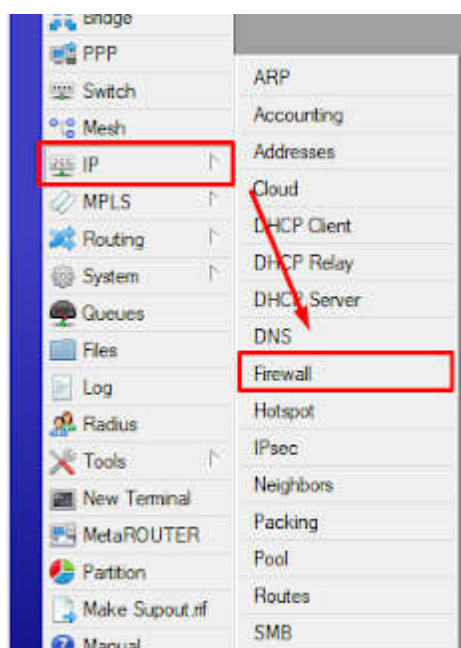 Bridge
PPP
Switch
Mesh
255 IP
MPLS
Routing
System
Queues
Files
Log
Radius
Tools
New Terminal
MetaROUTER
Partition
Make Supout.rif
Manual
ARP
Accounting
Addresses
Cloud
DHCP Client
DHCP Relay
DHCP Server
DNS
Firewall
Hotspot
IPsec
Neighbors
Packing
Pool
Routes
SMB